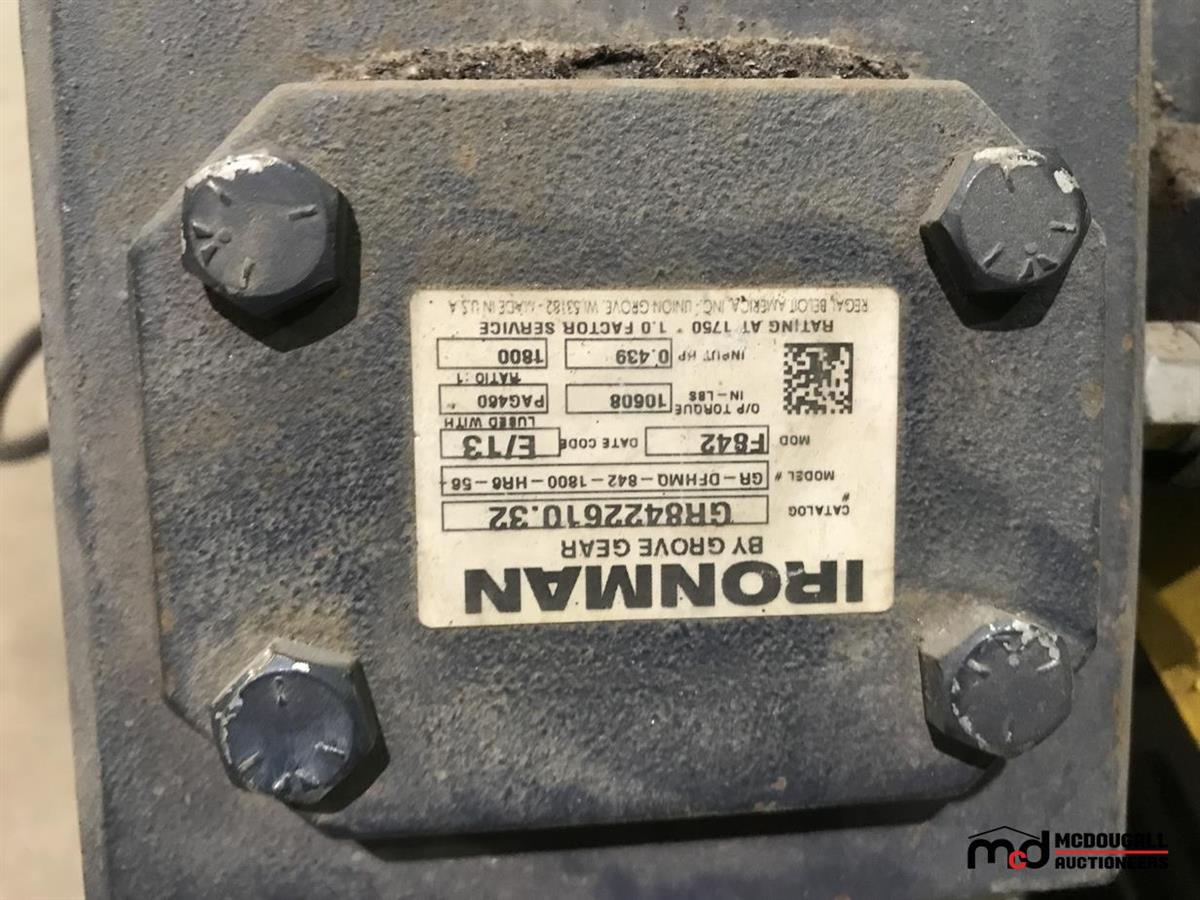 IRONMAN
BY GROVE GEAR
CATALOG # GR8422610.32
MODEL # GR-DFHMQ-842-1800-HR8-56
MOD F842 DATE CODE E/13
O/P TORQUE IN-LBS 10608 LUBED WITH PAG460
INPUT HP 0.439 RATIO :1 1800
RATING AT 1750 * 1.0 FACTOR SERVICE
REGAL BELOIT AMERICA, INC. - UNION GROVE, WI.53182 - MADE IN U.S.A
mcd MCDOUGALL
AUCTIONEERS